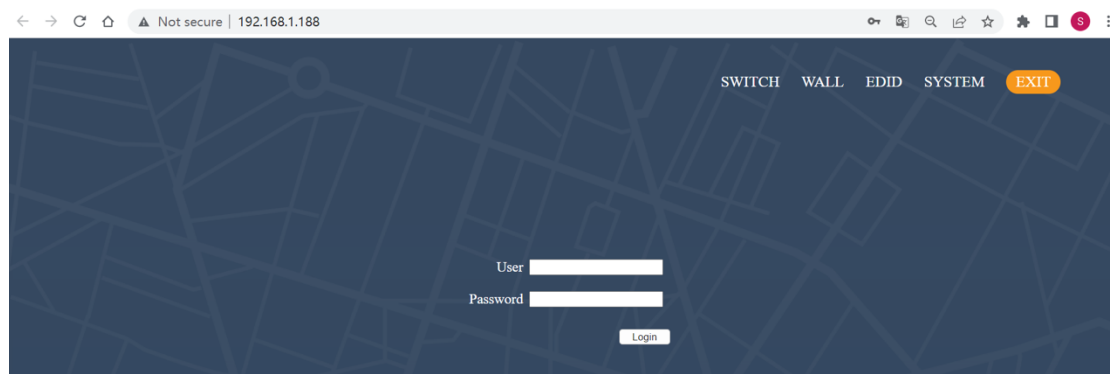 Not secure | 192.168.1.188 S
SWITCH WALL EDID SYSTEM EXIT
User
Password
Login